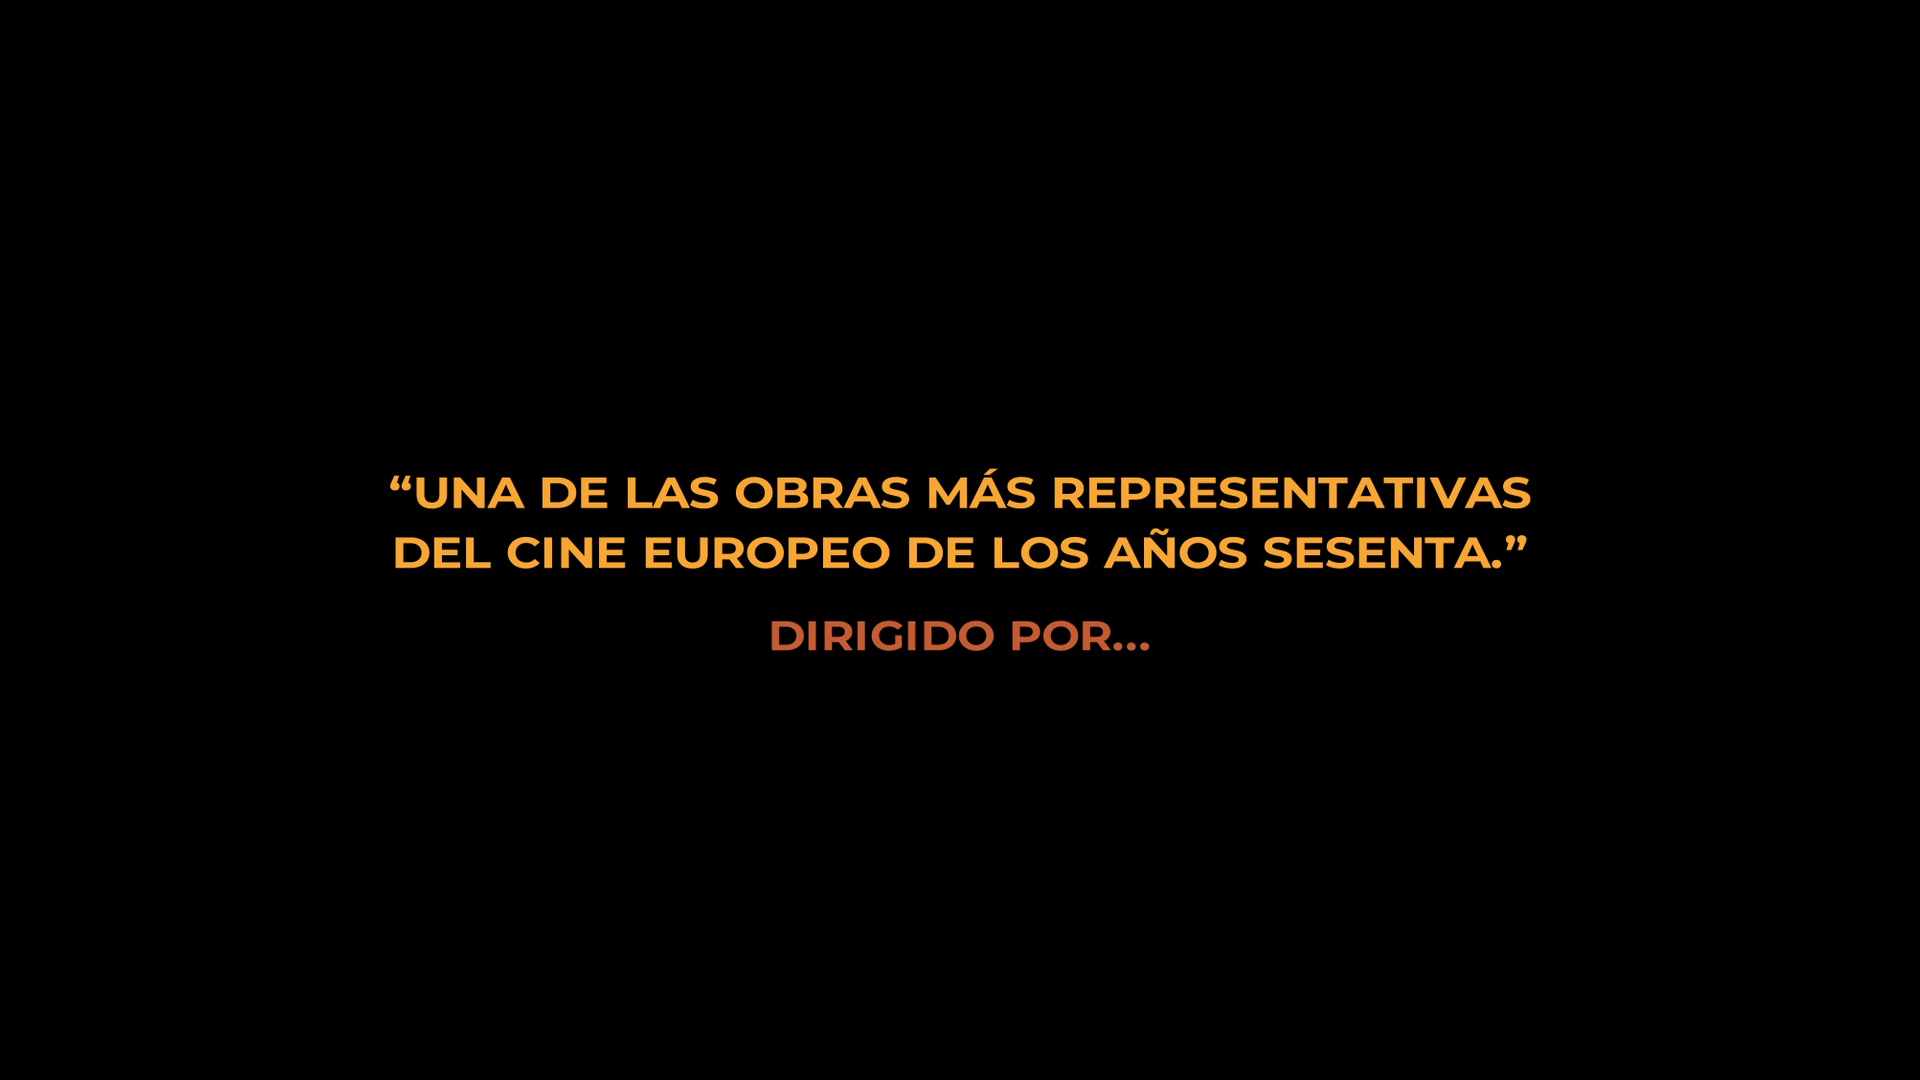 “UNA DE LAS OBRAS MÁS REPRESENTATIVAS
DEL CINE EUROPEO DE LOS AÑOS SESENTA.”
DIRIGIDO POR...